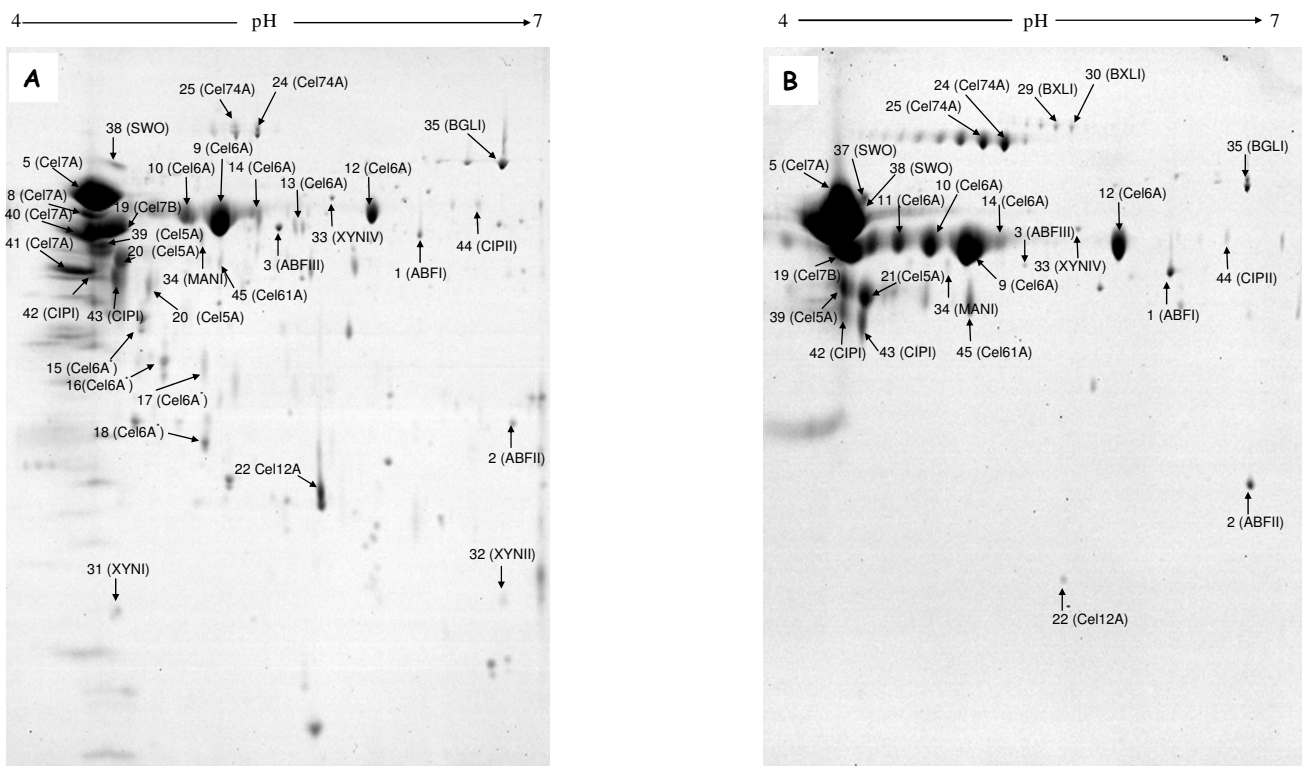 4 pH 7
A
25 (Cel74A)
24 (Cel74A)
38 (SWO)
9 (Cel6A)
35 (BGLI)
5 (Cel7A)
10 (Cel6A)
14 (Cel6A)
12 (Cel6A)
13 (Cel6A)
8 (Cel7A)
19 (Cel7B)
40 (Cel7A)
39 (Cel5A)
33 (XYNIV)
44 (CIPII)
41 (Cel7A)
20 (Cel5A)
3 (ABFIII)
1 (ABFI)
34 (MANI)
45 (Cel61A)
42 (CIPI)
43 (CIPI)
20 (Cel5A)
15 (Cel6A*)
16(Cel6A*)
17 (Cel6A*)
18 (Cel6A*)
2 (ABFII)
22 Cel12A
32 (XYNII)
31 (XYNI)
4 pH 7
B
30 (BXLI)
29 (BXLI)
24 (Cel74A)
25 (Cel74A)
35 (BGLI)
37 (SWO)
5 (Cel7A)
38 (SWO)
10 (Cel6A)
12 (Cel6A)
11 (Cel6A)
14 (Cel6A)
3 (ABFIII)
33 (XYNIV)
44 (CIPII)
19 (Cel7B)
21(Cel5A)
9 (Cel6A)
34 (MANI)
1 (ABFI)
39 (Cel5A)
42 (CIPI)
43 (CIPI)
45 (Cel61A)
2 (ABFII)
22 (Cel12A)